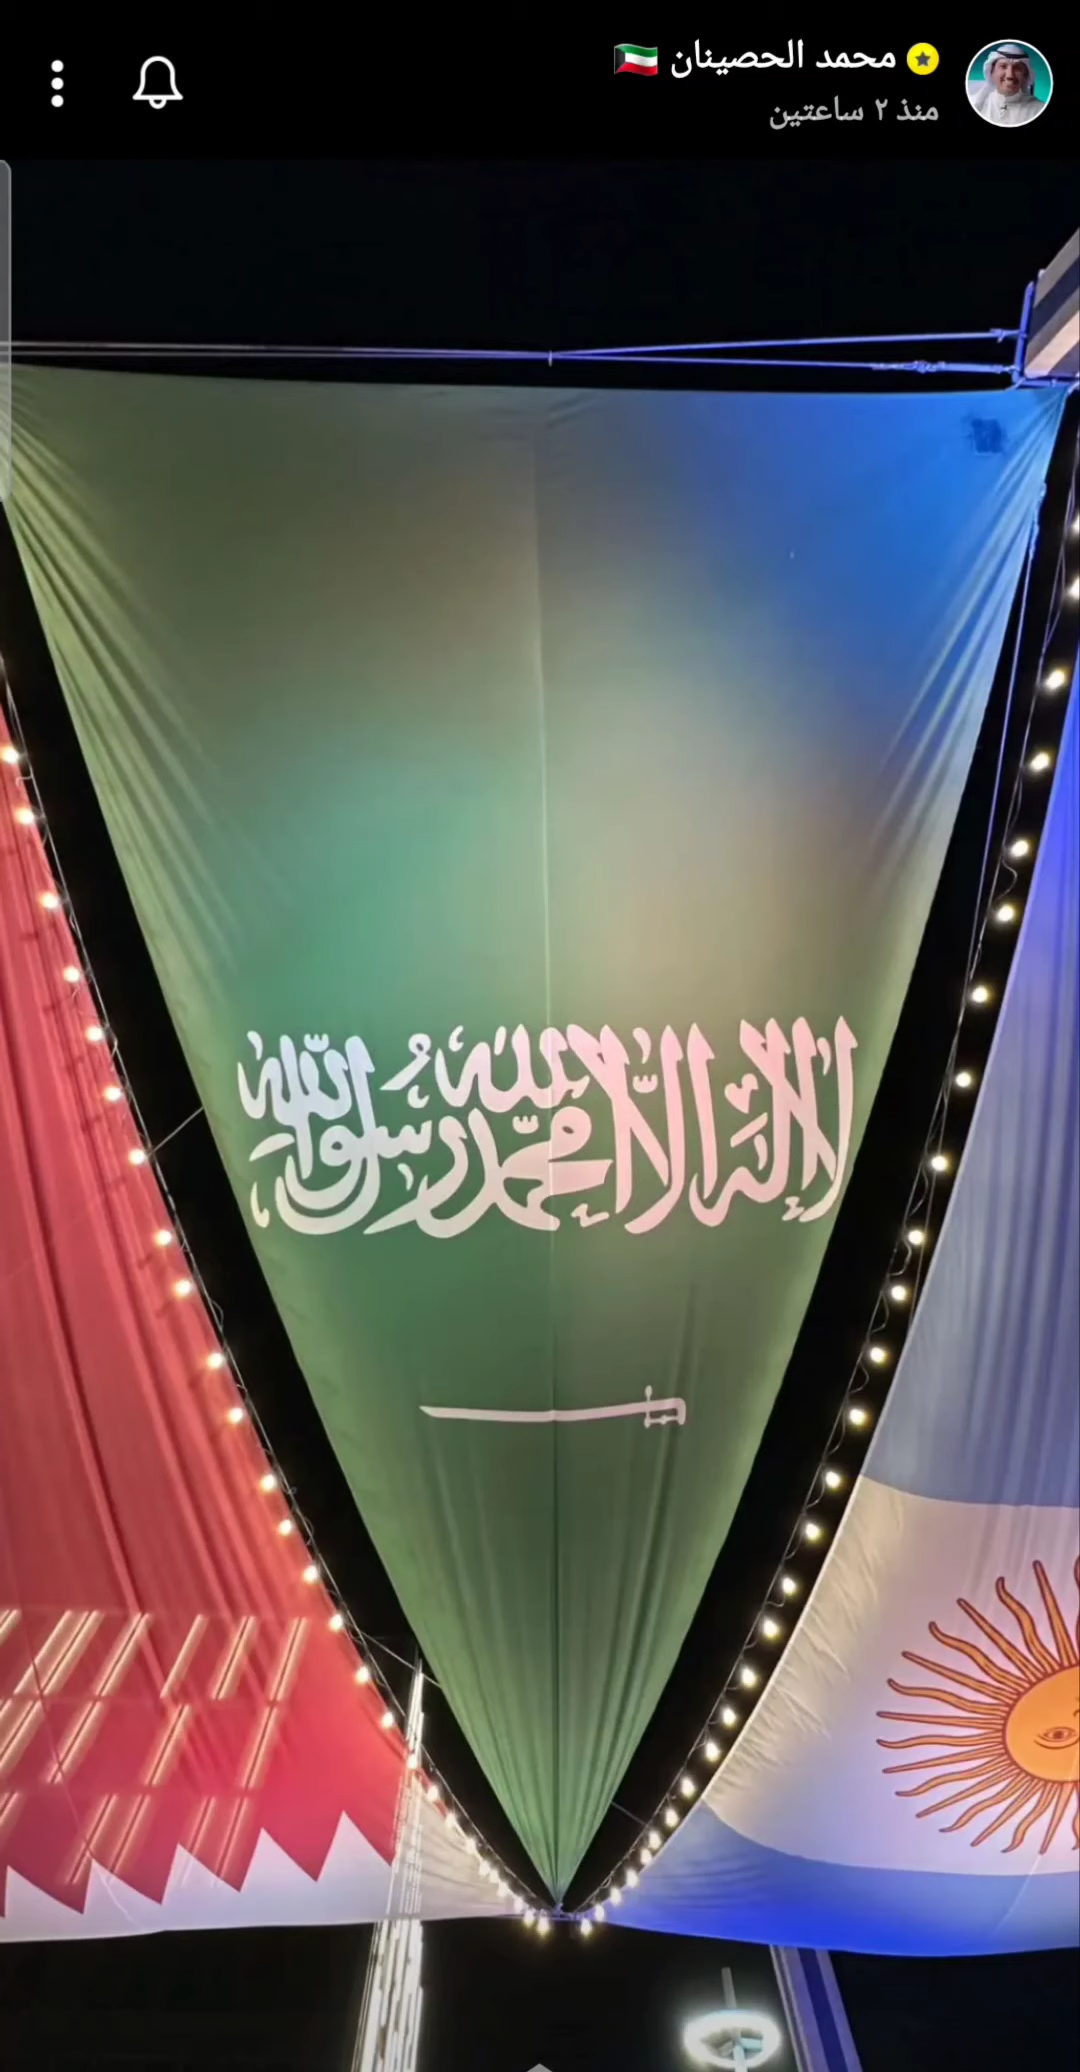 محمد الحصينان 🇰🇼
منذ ٢ ساعتين
لا إله إلا الله محمد رسول الله